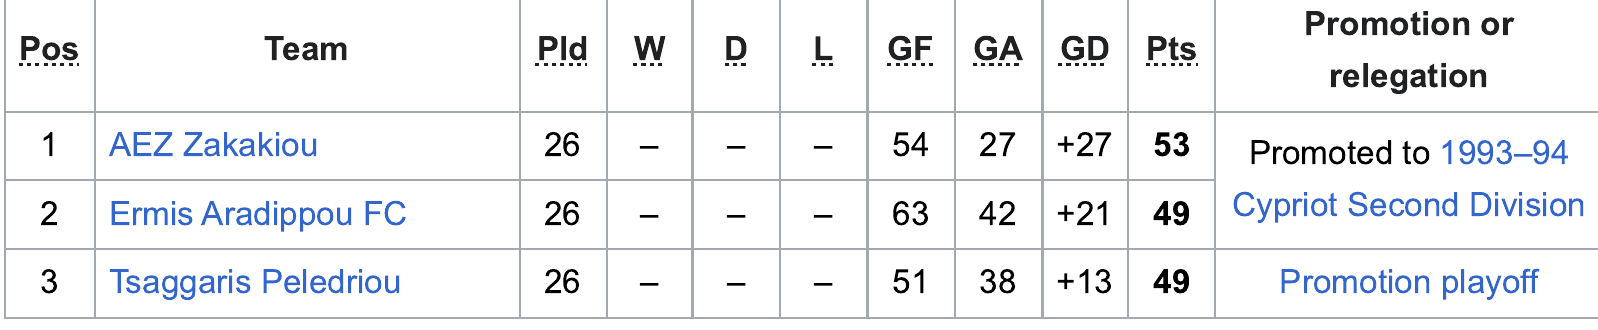 Pos Team Pld W D L GF GA GD Pts Promotion or relegation
1 AEZ Zakakiou 26 – – – 54 27 +27 53 Promoted to 1993–94 Cypriot Second Division
2 Ermis Aradippou FC 26 – – – 63 42 +21 49
3 Tsaggaris Peledriou 26 – – – 51 38 +13 49 Promotion playoff